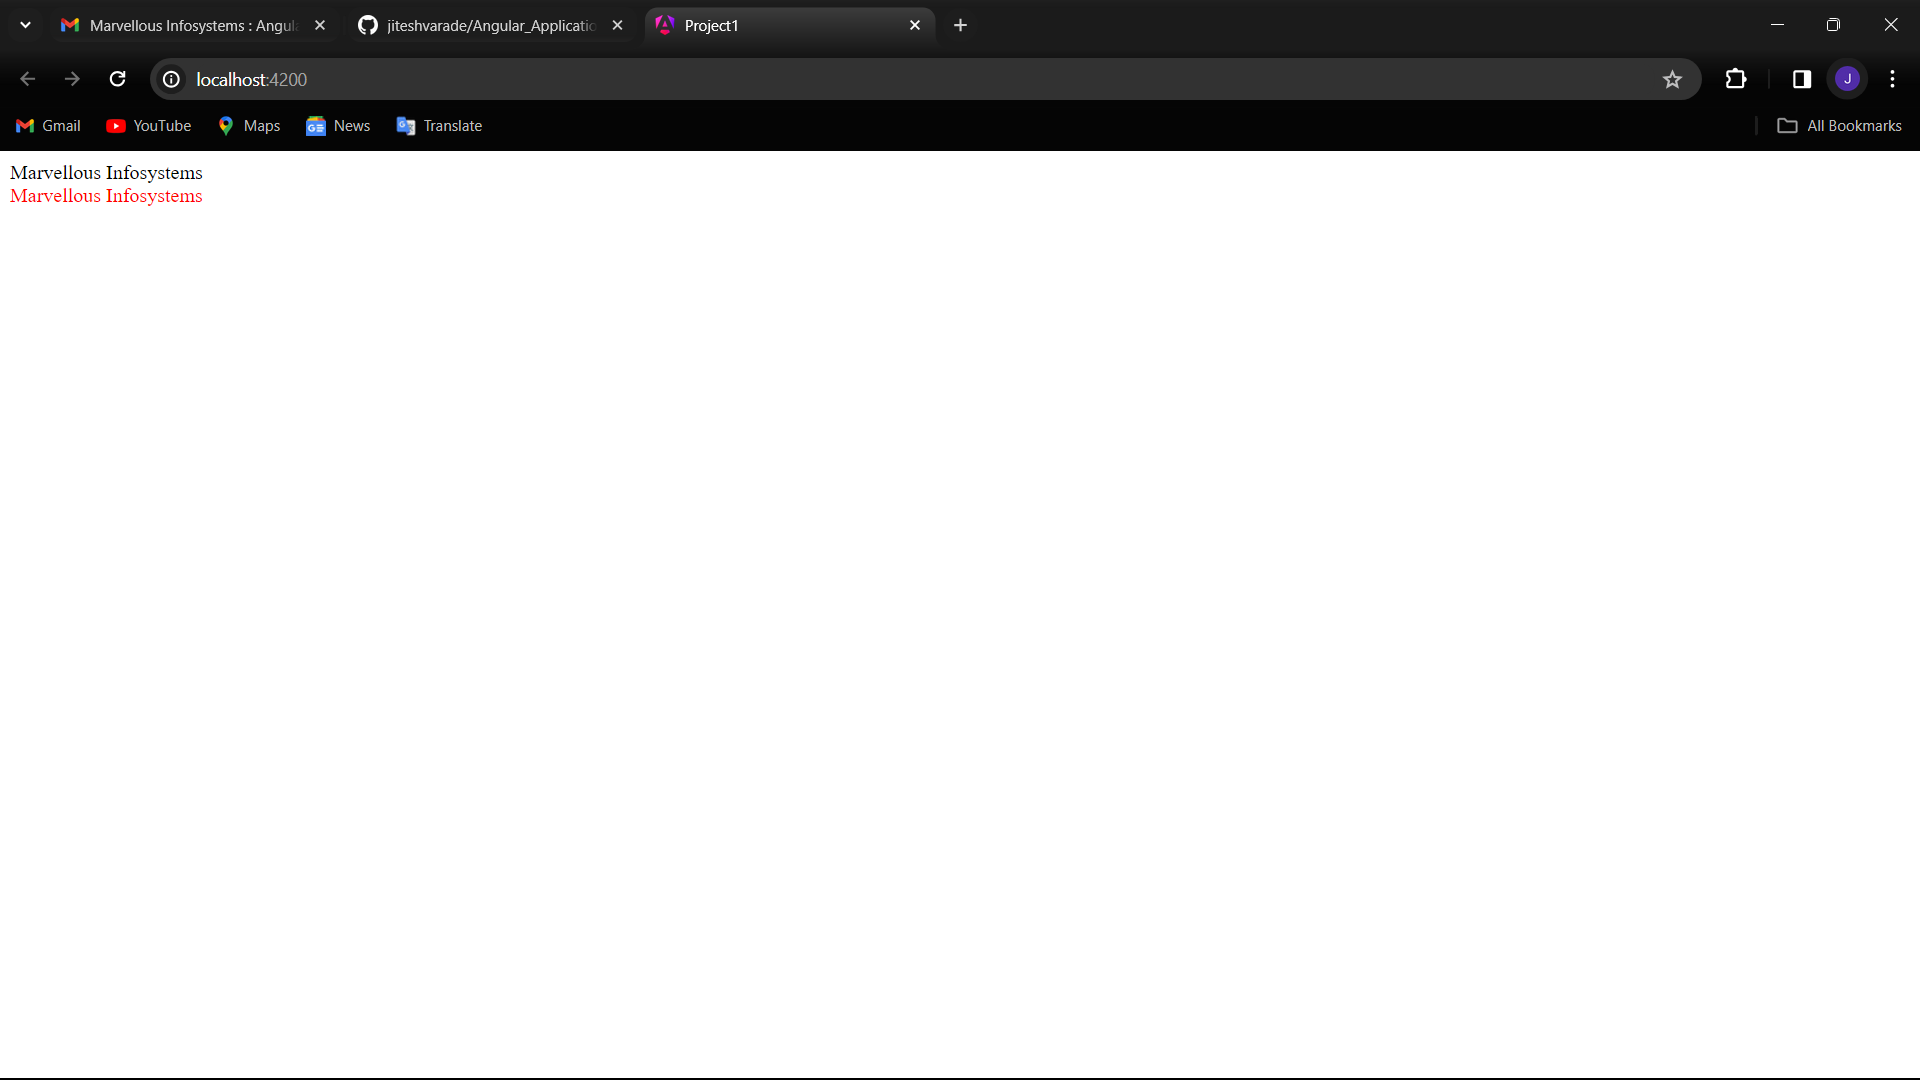 Marvellous Infosystems : Angul
jiteshvarade/Angular_Applicatio
Project1
localhost:4200
J
Gmail
YouTube
Maps
News
Translate
All Bookmarks
Marvellous Infosystems
Marvellous Infosystems